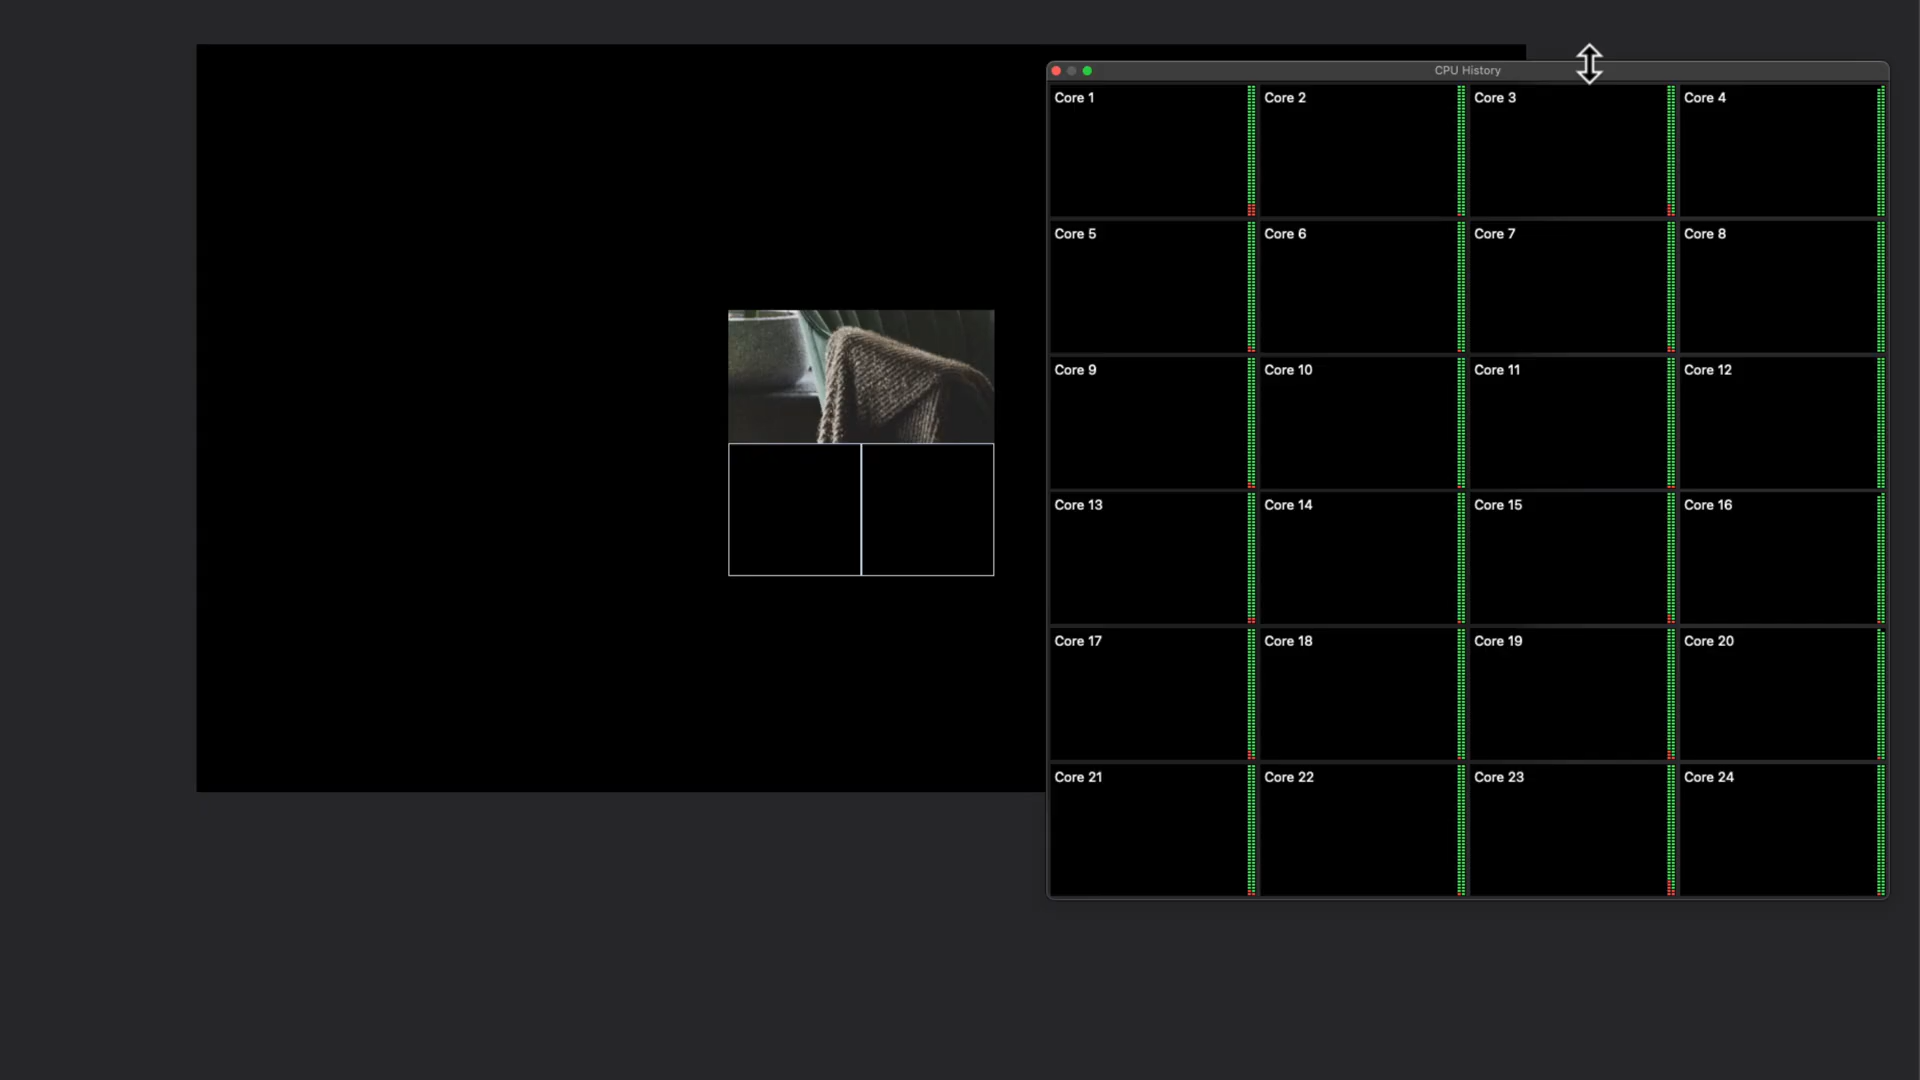 CPU History
Core 1
Core 2
Core 3
Core 4
Core 5
Core 6
Core 7
Core 8
Core 9
Core 10
Core 11
Core 12
Core 13
Core 14
Core 15
Core 16
Core 17
Core 18
Core 19
Core 20
Core 21
Core 22
Core 23
Core 24